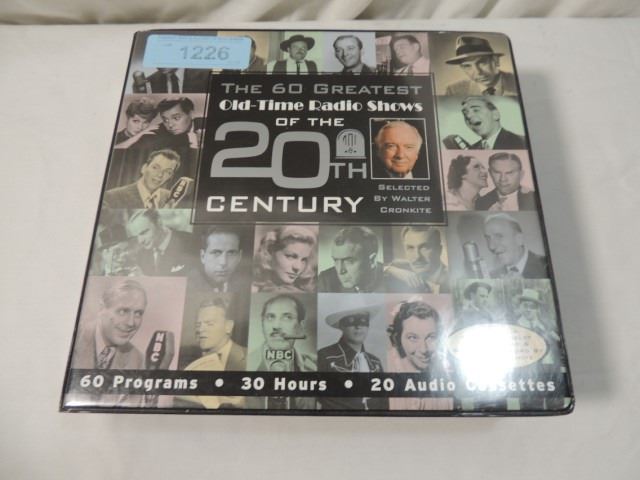 1226
THE 60 GREATEST
Old-Time Radio Shows
OF THE
20TH
CENTURY
SELECTED
BY WALTER
CRONKITE
NBC
NBC
NBC
60 Programs • 30 Hours • 20 Audio Cassettes